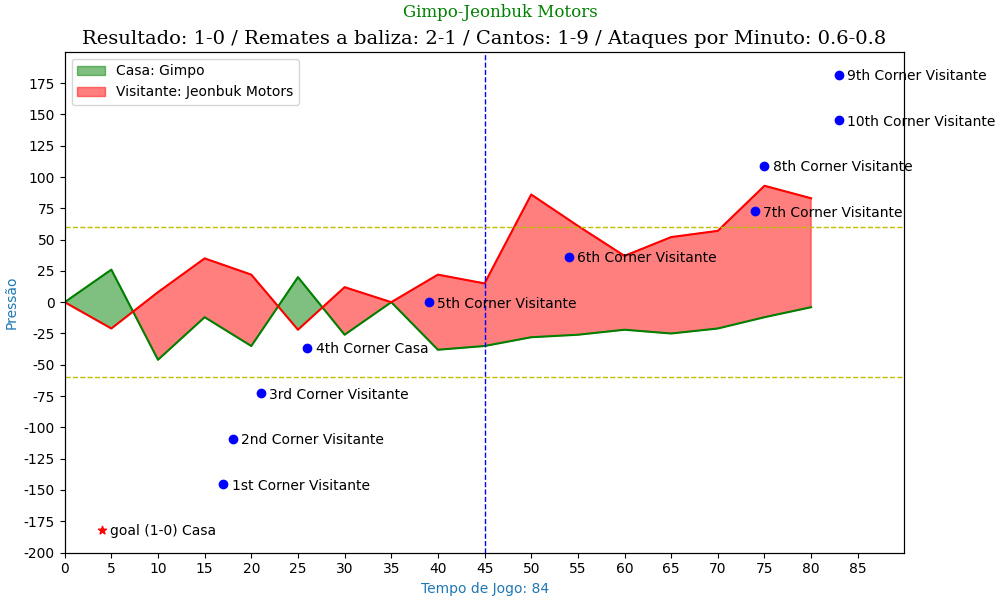 Gimpo-Jeonbuk Motors
Resultado: 1-0 / Remates a baliza: 2-1 / Cantos: 1-9 / Ataques por Minuto: 0.6-0.8
Casa: Gimpo
Visitante: Jeonbuk Motors
175
150
125
100
75
50
25
0
-25
-50
-75
-100
-125
-150
-175
-200
Pressão
9th Corner Visitante
10th Corner Visitante
8th Corner Visitante
7th Corner Visitante
6th Corner Visitante
5th Corner Visitante
4th Corner Casa
3rd Corner Visitante
2nd Corner Visitante
1st Corner Visitante
goal (1-0) Casa
0 5 10 15 20 25 30 35 40 45 50 55 60 65 70 75 80 85
Tempo de Jogo: 84